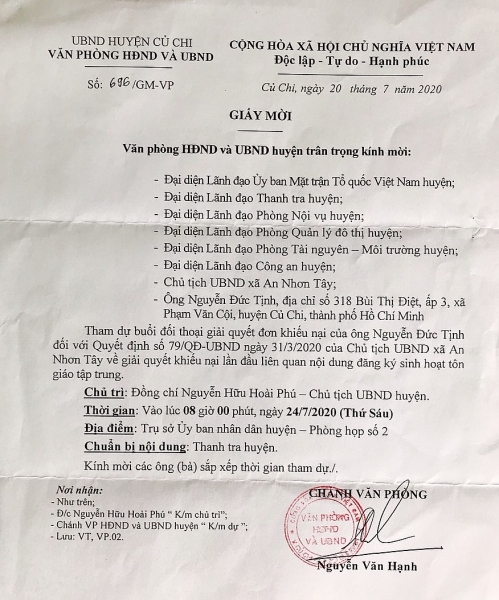 UBND HUYỆN CỦ CHI
VĂN PHÒNG HĐND VÀ UBND
Số: 696/GM-VP
CỘNG HÒA XÃ HỘI CHỦ NGHĨA VIỆT NAM
Độc lập - Tự do - Hạnh phúc
Củ Chi, ngày 20 tháng 7 năm 2020
GIẤY MỜI
Văn phòng HĐND và UBND huyện trân trọng kính mời:
- Đại diện Lãnh đạo Ủy ban Mặt trận Tổ quốc Việt Nam huyện;
- Đại diện Lãnh đạo Thanh tra huyện;
- Đại diện Lãnh đạo Phòng Nội vụ huyện;
- Đại diện Lãnh đạo Phòng Quản lý đô thị huyện;
- Đại diện Lãnh đạo Phòng Tài nguyên – Môi trường huyện;
- Đại diện Lãnh đạo Công an huyện;
- Chủ tịch UBND xã An Nhơn Tây;
- Ông Nguyễn Đức Tịnh, địa chỉ số 318 Bùi Thị Điệt, ấp 3, xã
Phạm Văn Cội, huyện Củ Chi, thành phố Hồ Chí Minh
Tham dự buổi đối thoại giải quyết đơn khiếu nại của ông Nguyễn Đức Tịnh
đối với Quyết định số 79/QĐ-UBND ngày 31/3/2020 của Chủ tịch UBND xã An
Nhơn Tây về giải quyết khiếu nại lần đầu liên quan nội dung đăng ký sinh hoạt tôn
giáo tập trung.
Chủ trì: Đồng chí Nguyễn Hữu Hoài Phú – Chủ tịch UBND huyện.
Thời gian: Vào lúc 08 giờ 00 phút, ngày 24/7/2020 (Thứ Sáu)
Địa điểm: Trụ sở Ủy ban nhân dân huyện – Phòng họp số 2
Chuẩn bị nội dung: Thanh tra huyện.
Kính mời các ông (bà) sắp xếp thời gian tham dự./.
Nơi nhận:
- Như trên;
- Đ/c Nguyễn Hữu Hoài Phú “ K/m chủ trì”;
- Chánh VP HĐND và UBND huyện “ K/m dự ”;
- Lưu: VT, VP.02.
CHÁNH VĂN PHÒNG
VĂN PHÒNG
HĐND
VÀ UBND
Nguyễn Văn Hạnh